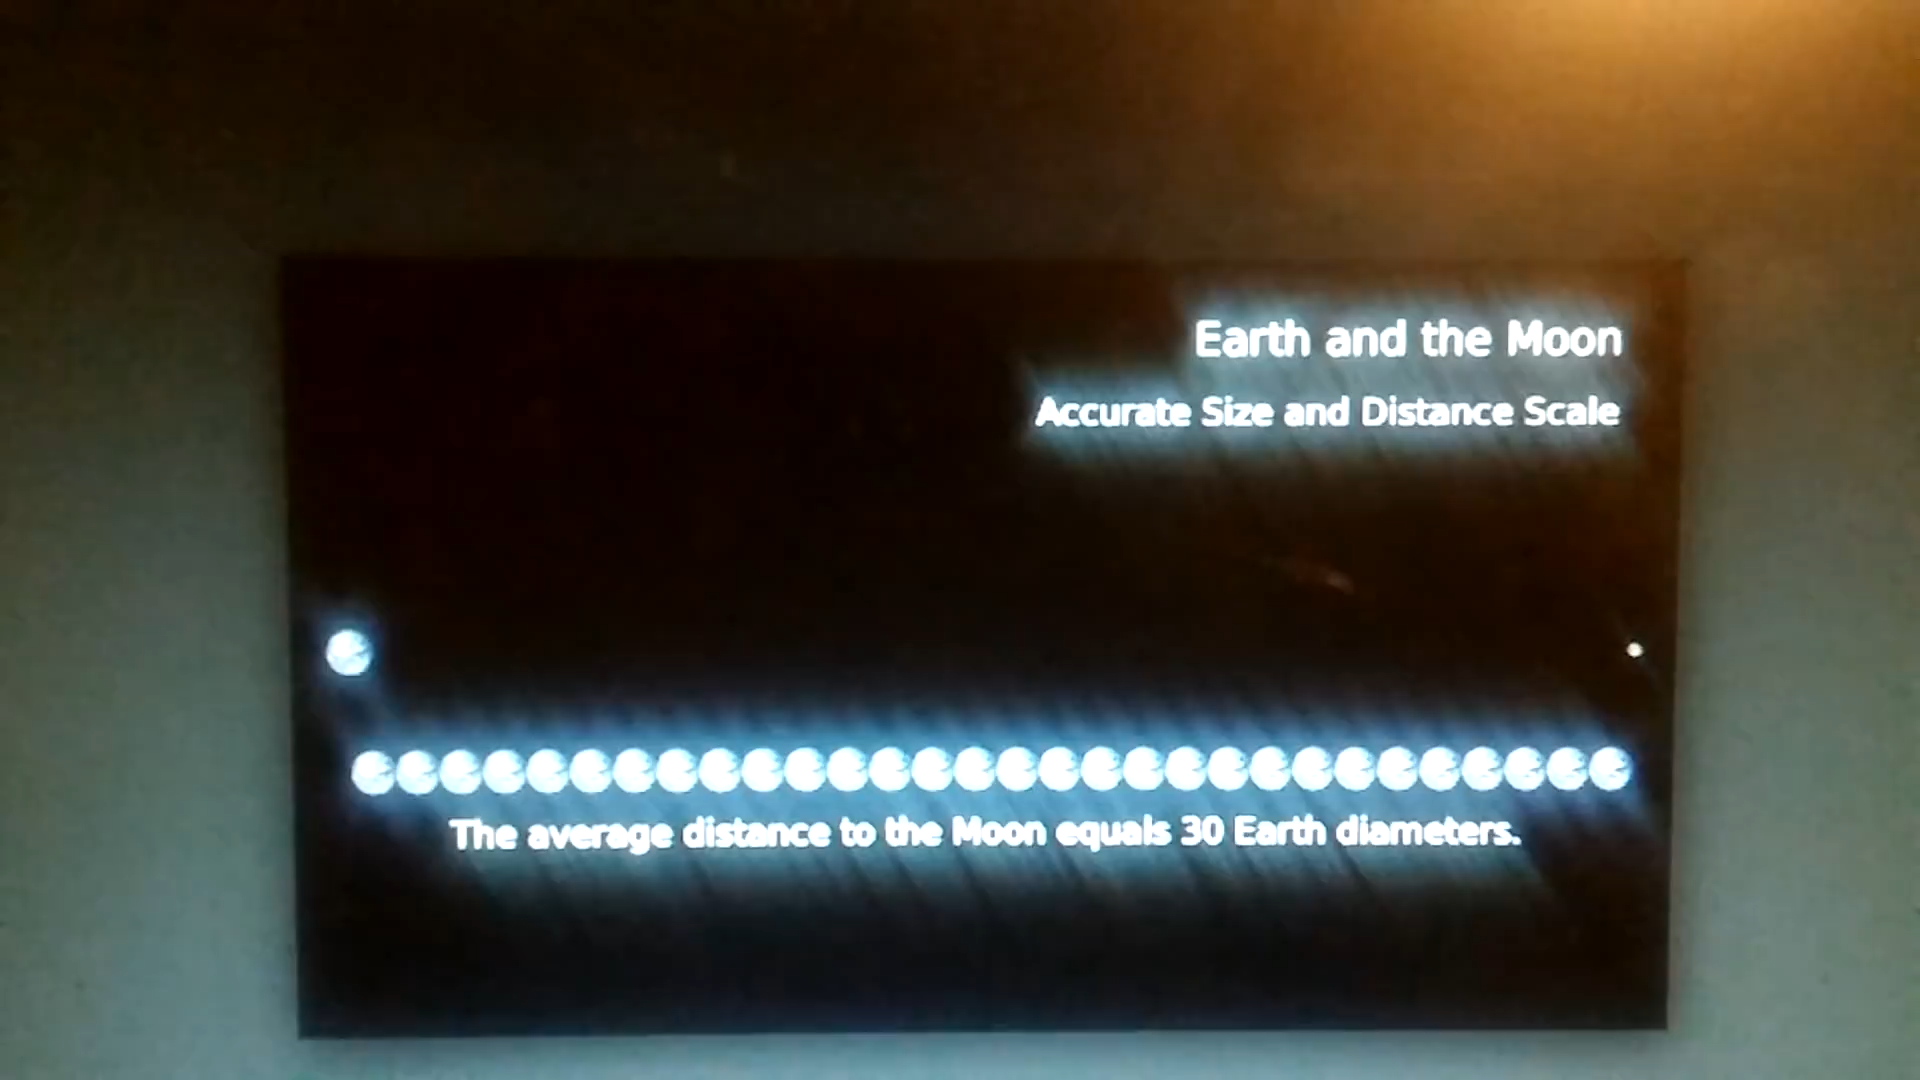 Earth and the Moon
Accurate Size and Distance Scale
The average distance to the Moon equals 30 Earth diameters.